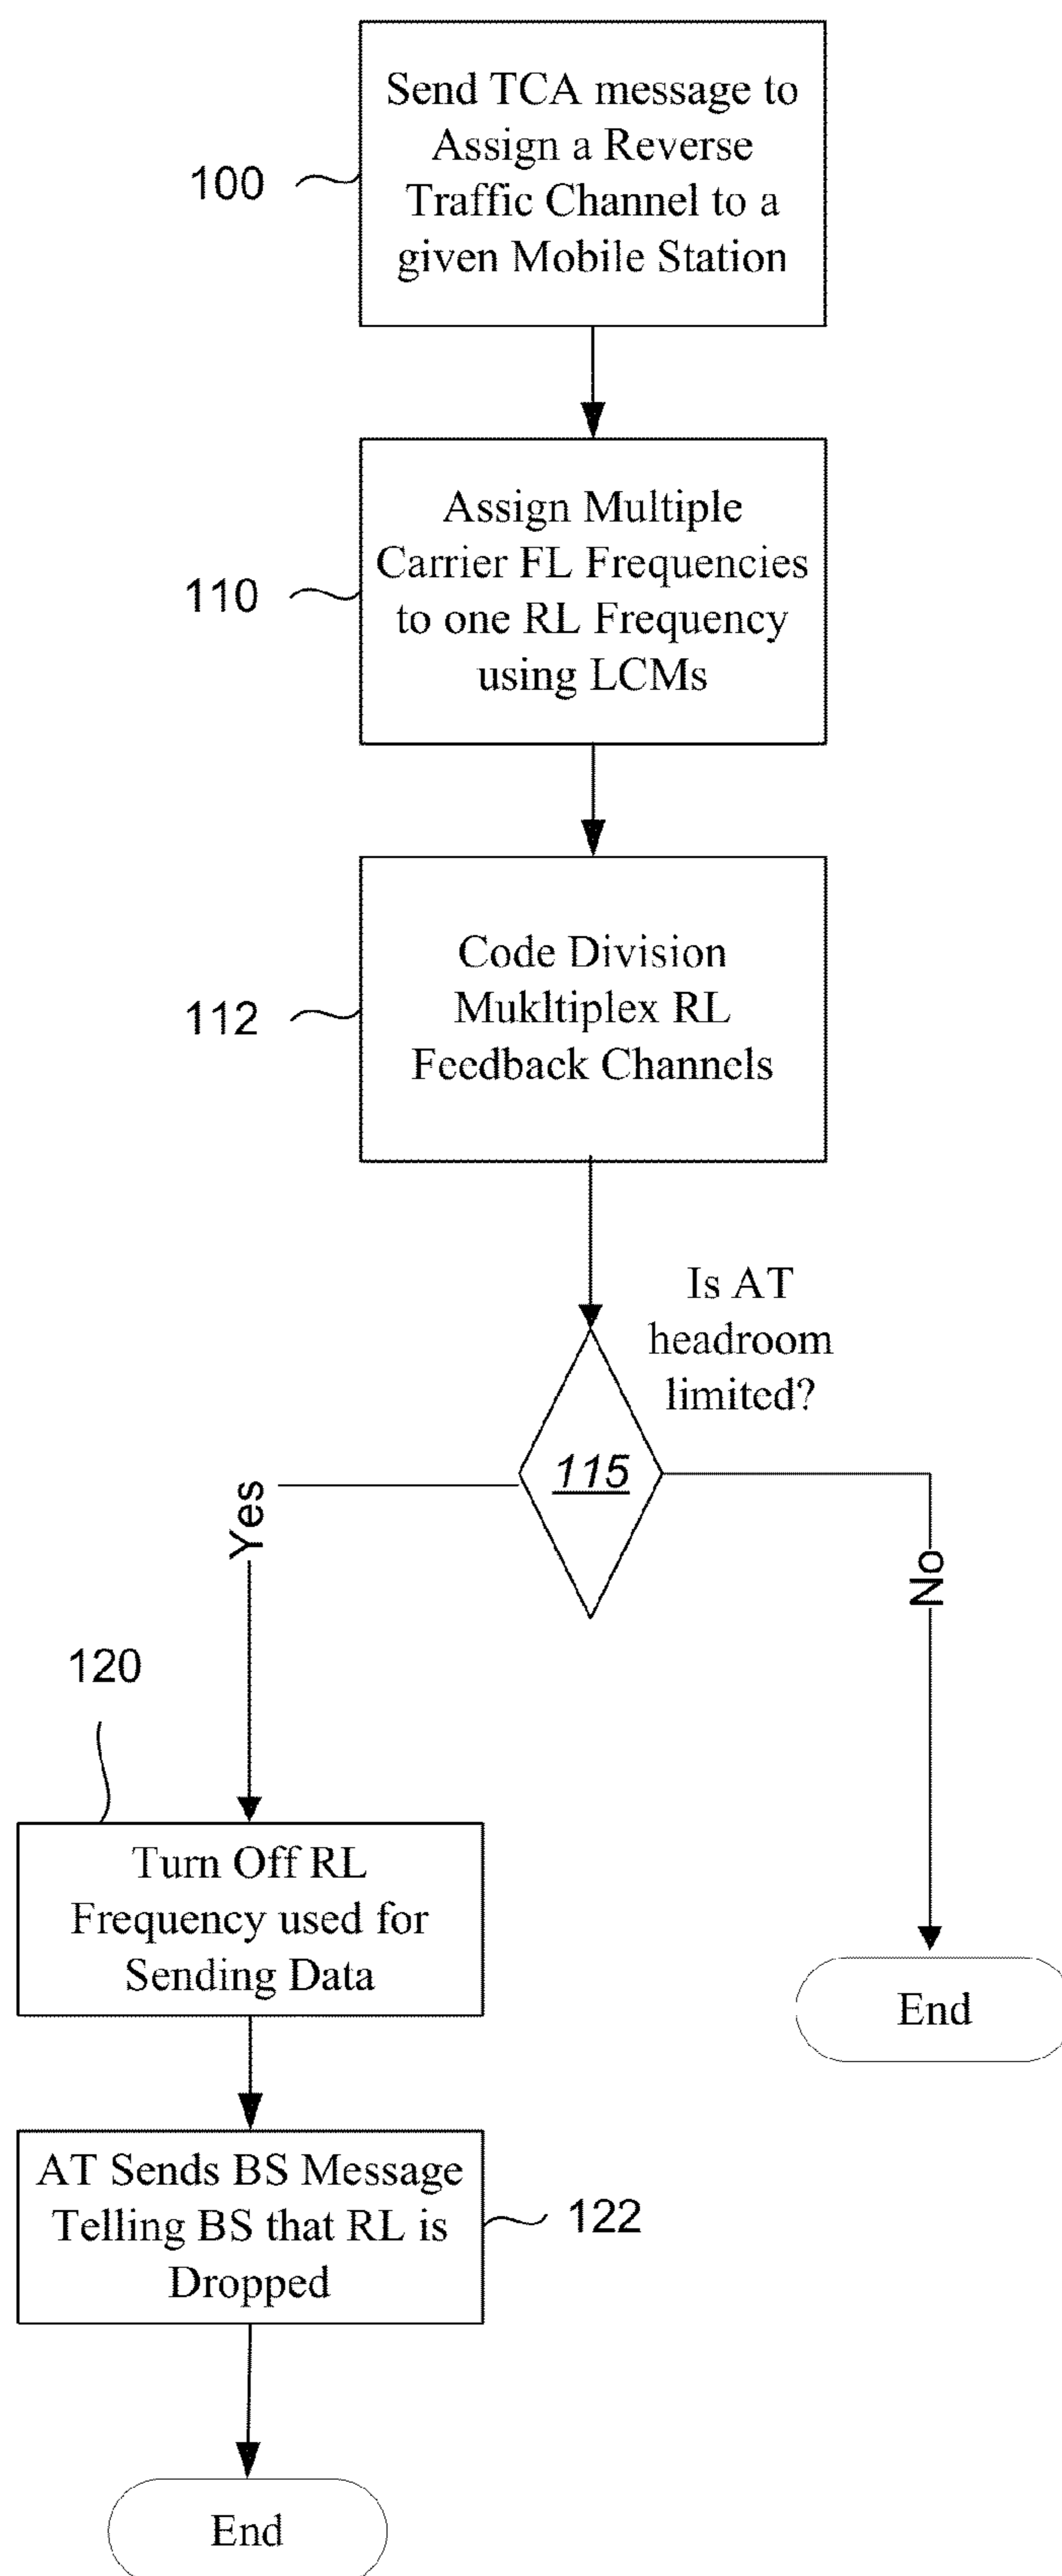 Send TCA message to
Assign a Reverse
Traffic Channel to a
given Mobile Station
100
Assign Multiple
Carrier FL Frequencies
to one RL Frequency
using LCMs
110
Code Division
Mukltiplex RL
Feedback Channels
112
Is AT
headroom
limited?
115
Yes
No
120
Turn Off RL
Frequency used for
Sending Data
End
AT Sends BS Message
Telling BS that RL is
Dropped
122
End